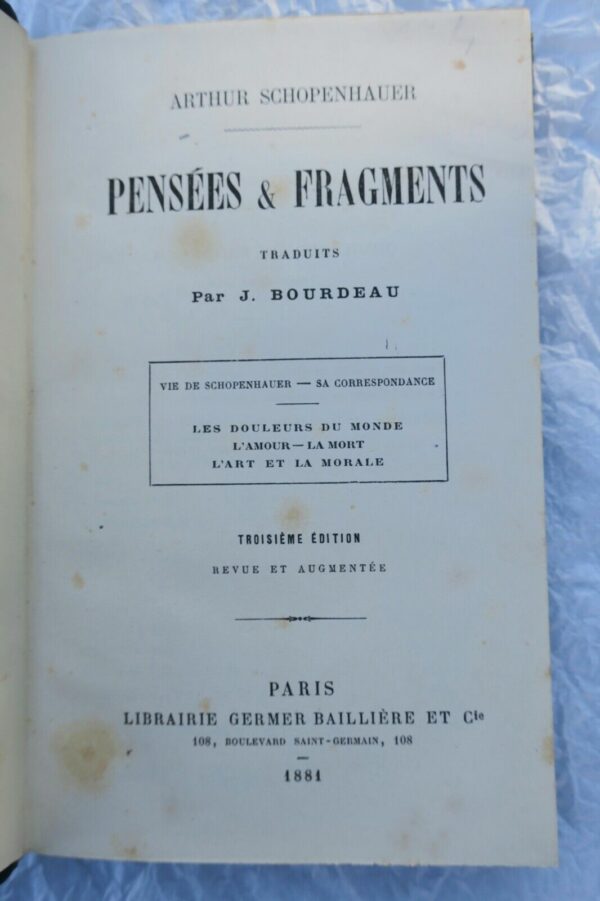 ARTHUR SCHOPENHAUER
PENSÉES & FRAGMENTS
TRADUITS
Par J. BOURDEAU
VIE DE SCHOPENHAUER — SA CORRESPONDANCE
LES DOULEURS DU MONDE
L'AMOUR — LA MORT
L'ART ET LA MORALE
TROISIÈME ÉDITION
REVUE ET AUGMENTÉE
PARIS
LIBRAIRIE GERMER BAILLIÈRE ET Cie
108, BOULEVARD SAINT-GERMAIN, 108
1881